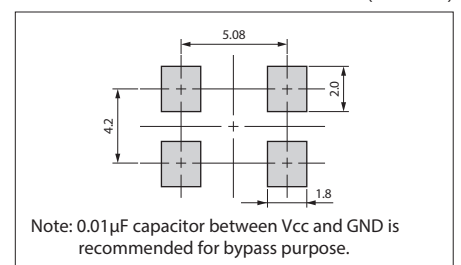 5.08
4.2
2.0
1.8
Note: 0.01µF capacitor between Vcc and GND is
recommended for bypass purpose.